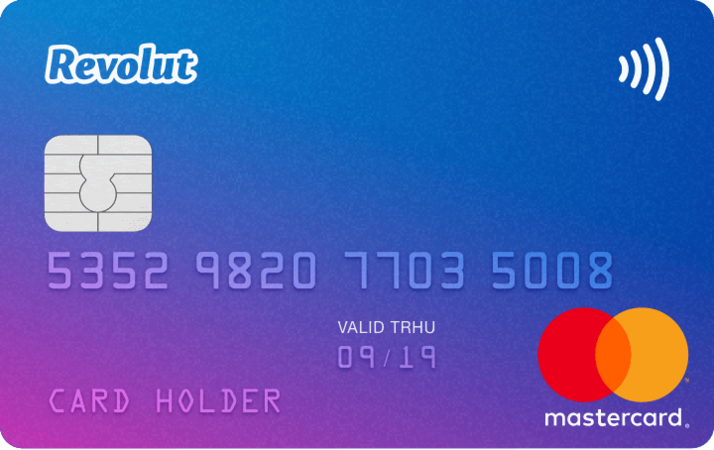 Revolut
5352 9820 7703 5008
VALID TRHU
09/19
CARD HOLDER
mastercard